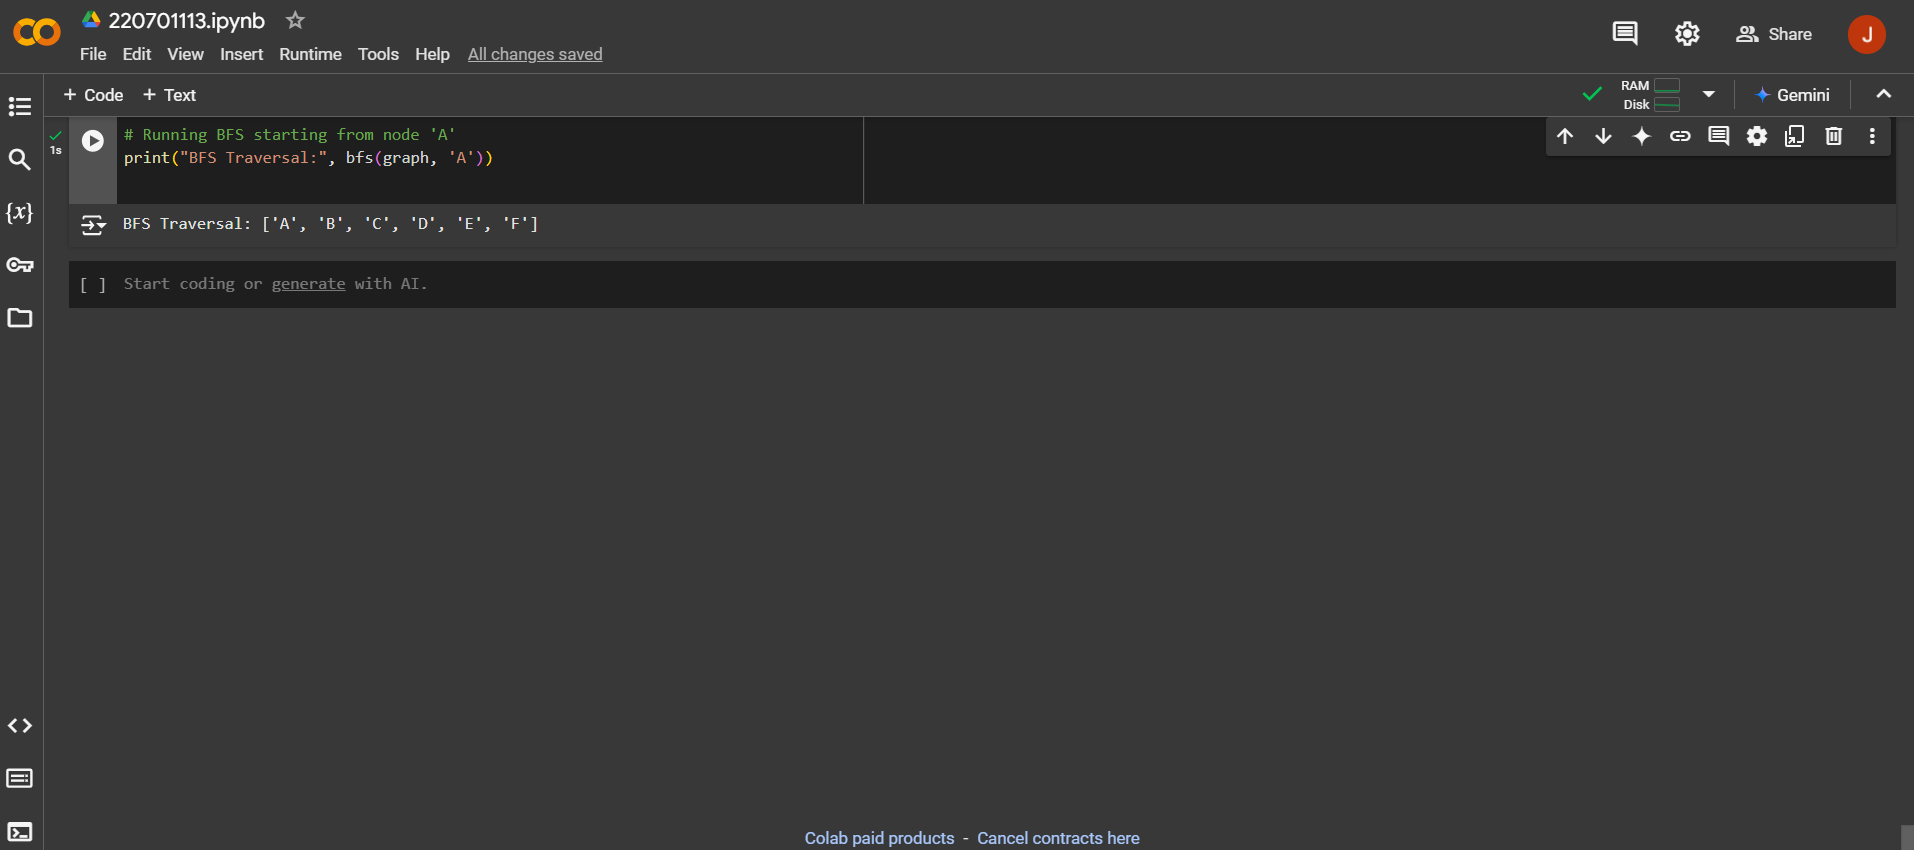 220701113.ipynb
File Edit View Insert Runtime Tools Help All changes saved
Share
J
+ Code + Text
RAM
Disk
Gemini
1s
# Running BFS starting from node 'A'
print("BFS Traversal:", bfs(graph, 'A'))
BFS Traversal: ['A', 'B', 'C', 'D', 'E', 'F']
[ ] Start coding or generate with AI.
{x}
Colab paid products - Cancel contracts here